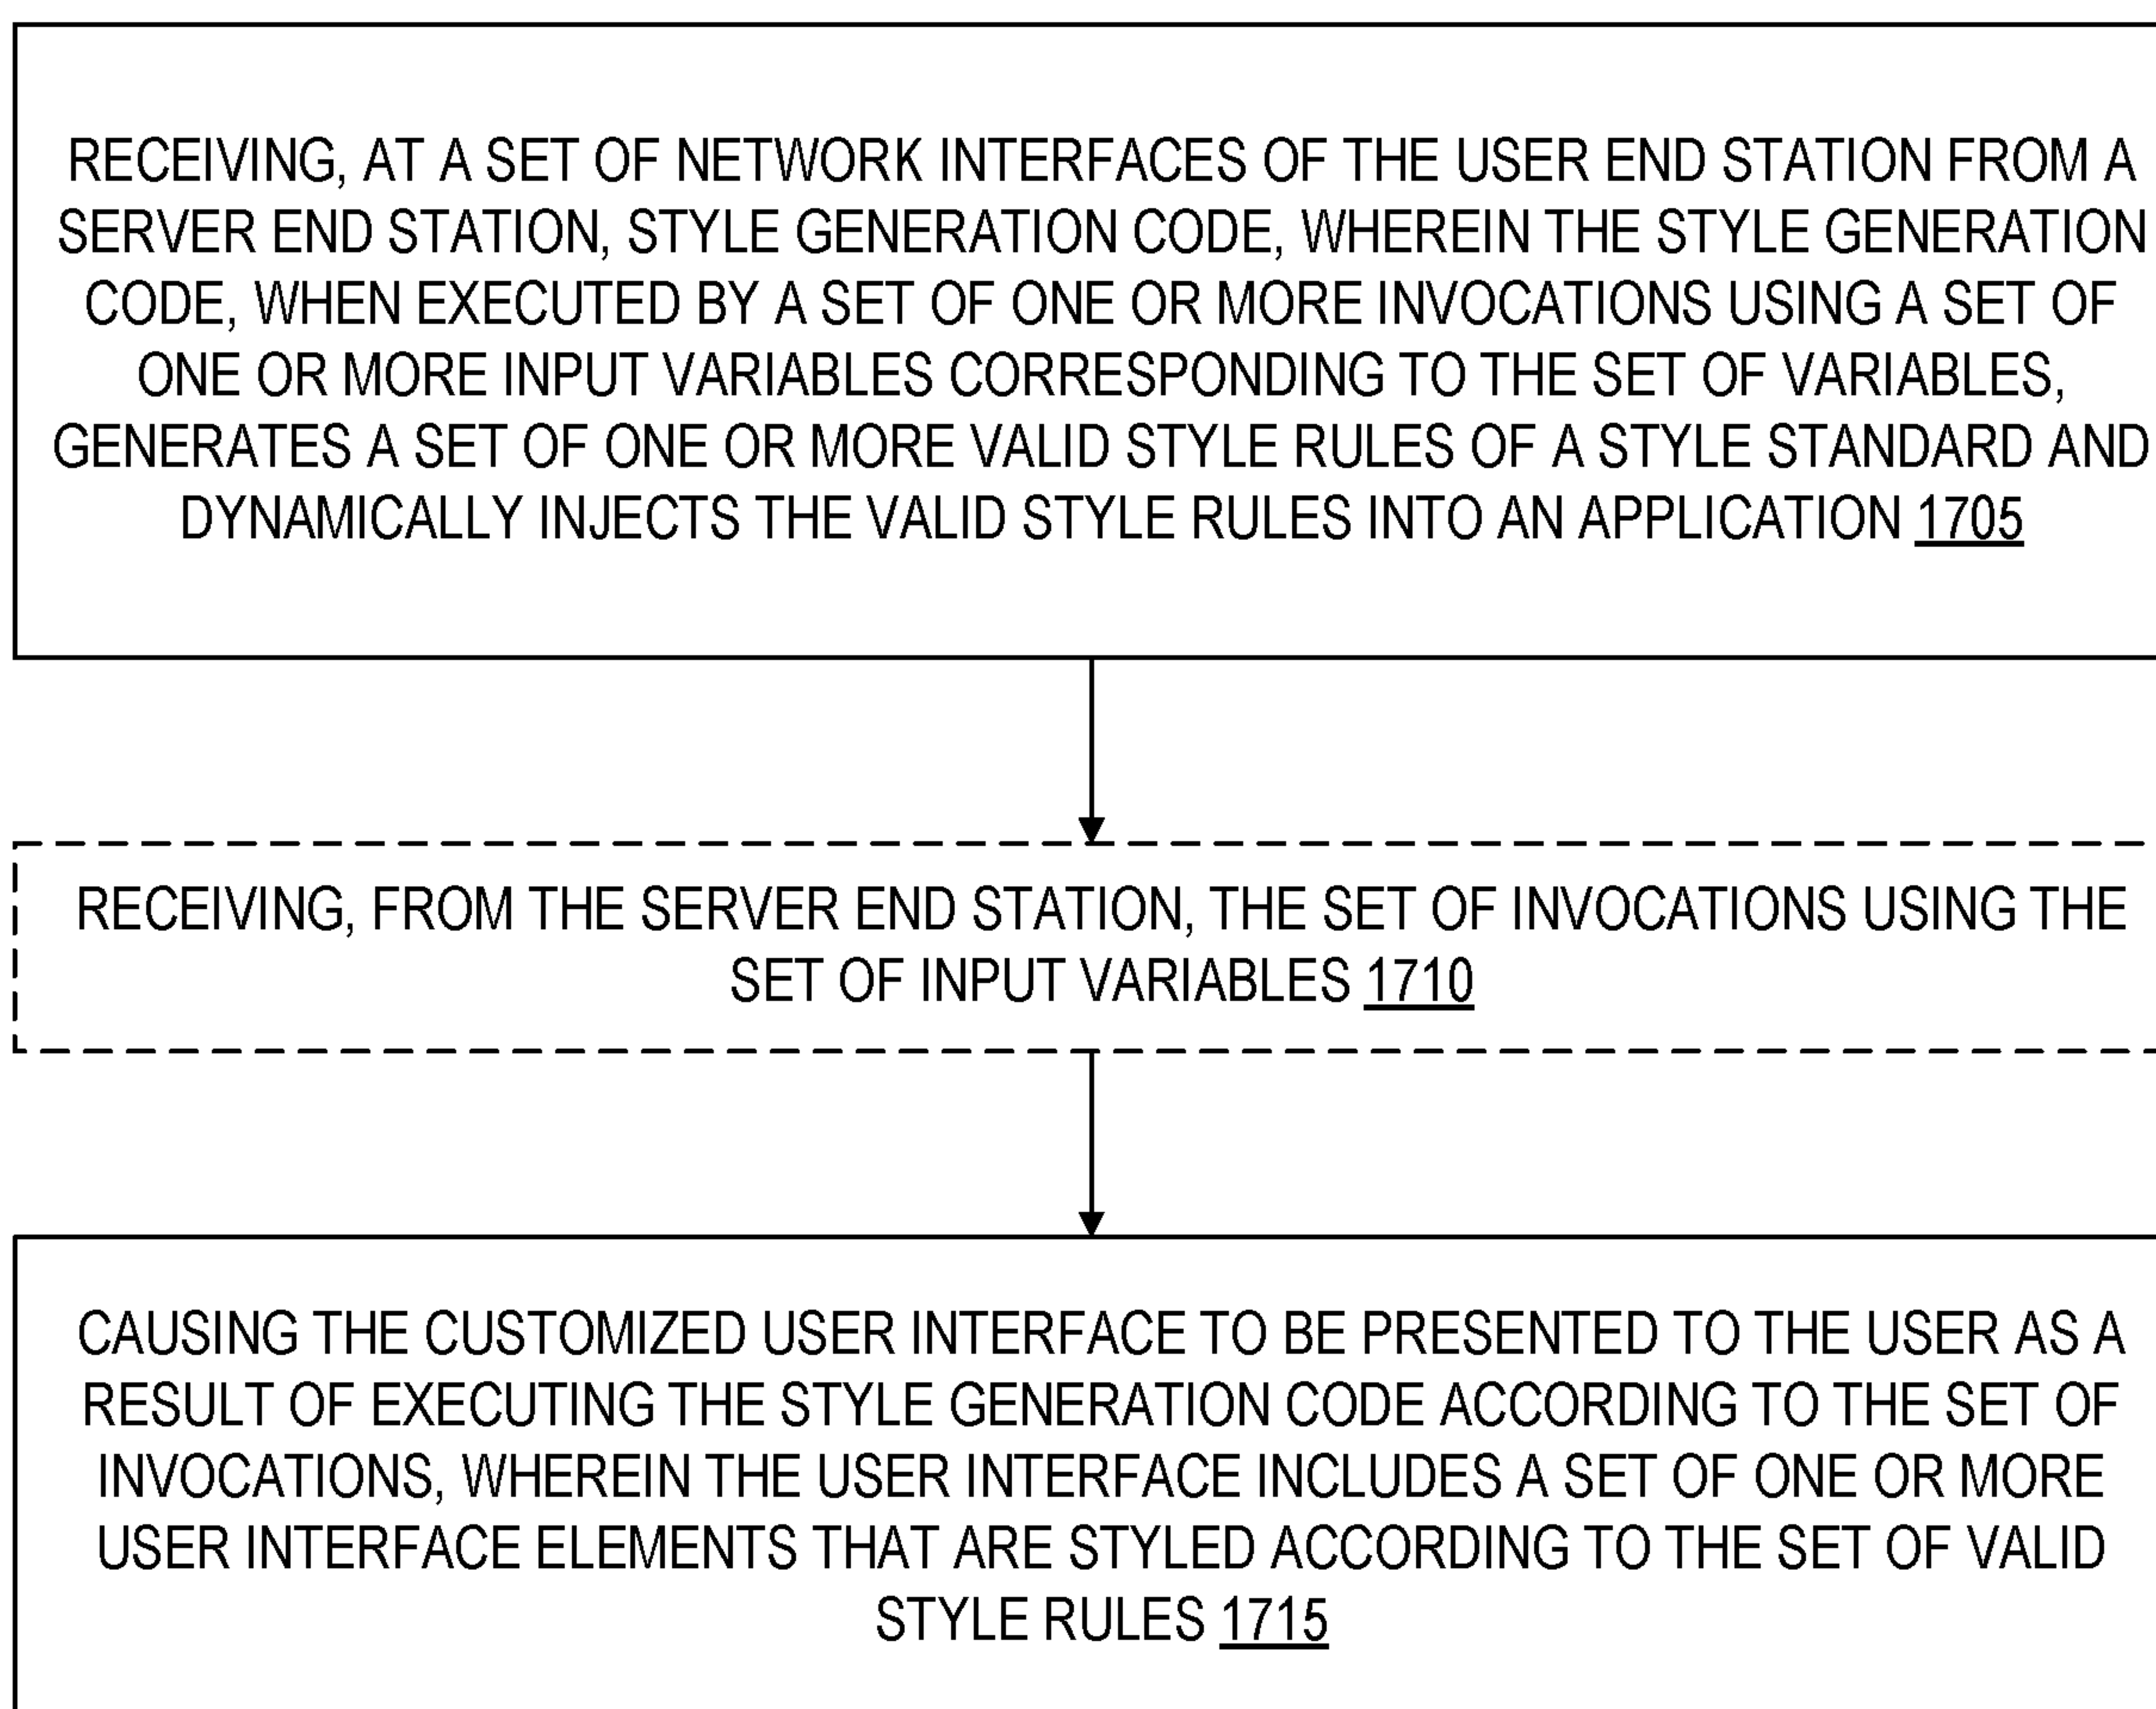 RECEIVING, AT A SET OF NETWORK INTERFACES OF THE USER END STATION FROM A
SERVER END STATION, STYLE GENERATION CODE, WHEREIN THE STYLE GENERATION
CODE, WHEN EXECUTED BY A SET OF ONE OR MORE INVOCATIONS USING A SET OF
ONE OR MORE INPUT VARIABLES CORRESPONDING TO THE SET OF VARIABLES,
GENERATES A SET OF ONE OR MORE VALID STYLE RULES OF A STYLE STANDARD AND
DYNAMICALLY INJECTS THE VALID STYLE RULES INTO AN APPLICATION 1705
RECEIVING, FROM THE SERVER END STATION, THE SET OF INVOCATIONS USING THE
SET OF INPUT VARIABLES 1710
CAUSING THE CUSTOMIZED USER INTERFACE TO BE PRESENTED TO THE USER AS A
RESULT OF EXECUTING THE STYLE GENERATION CODE ACCORDING TO THE SET OF
INVOCATIONS, WHEREIN THE USER INTERFACE INCLUDES A SET OF ONE OR MORE
USER INTERFACE ELEMENTS THAT ARE STYLED ACCORDING TO THE SET OF VALID
STYLE RULES 1715